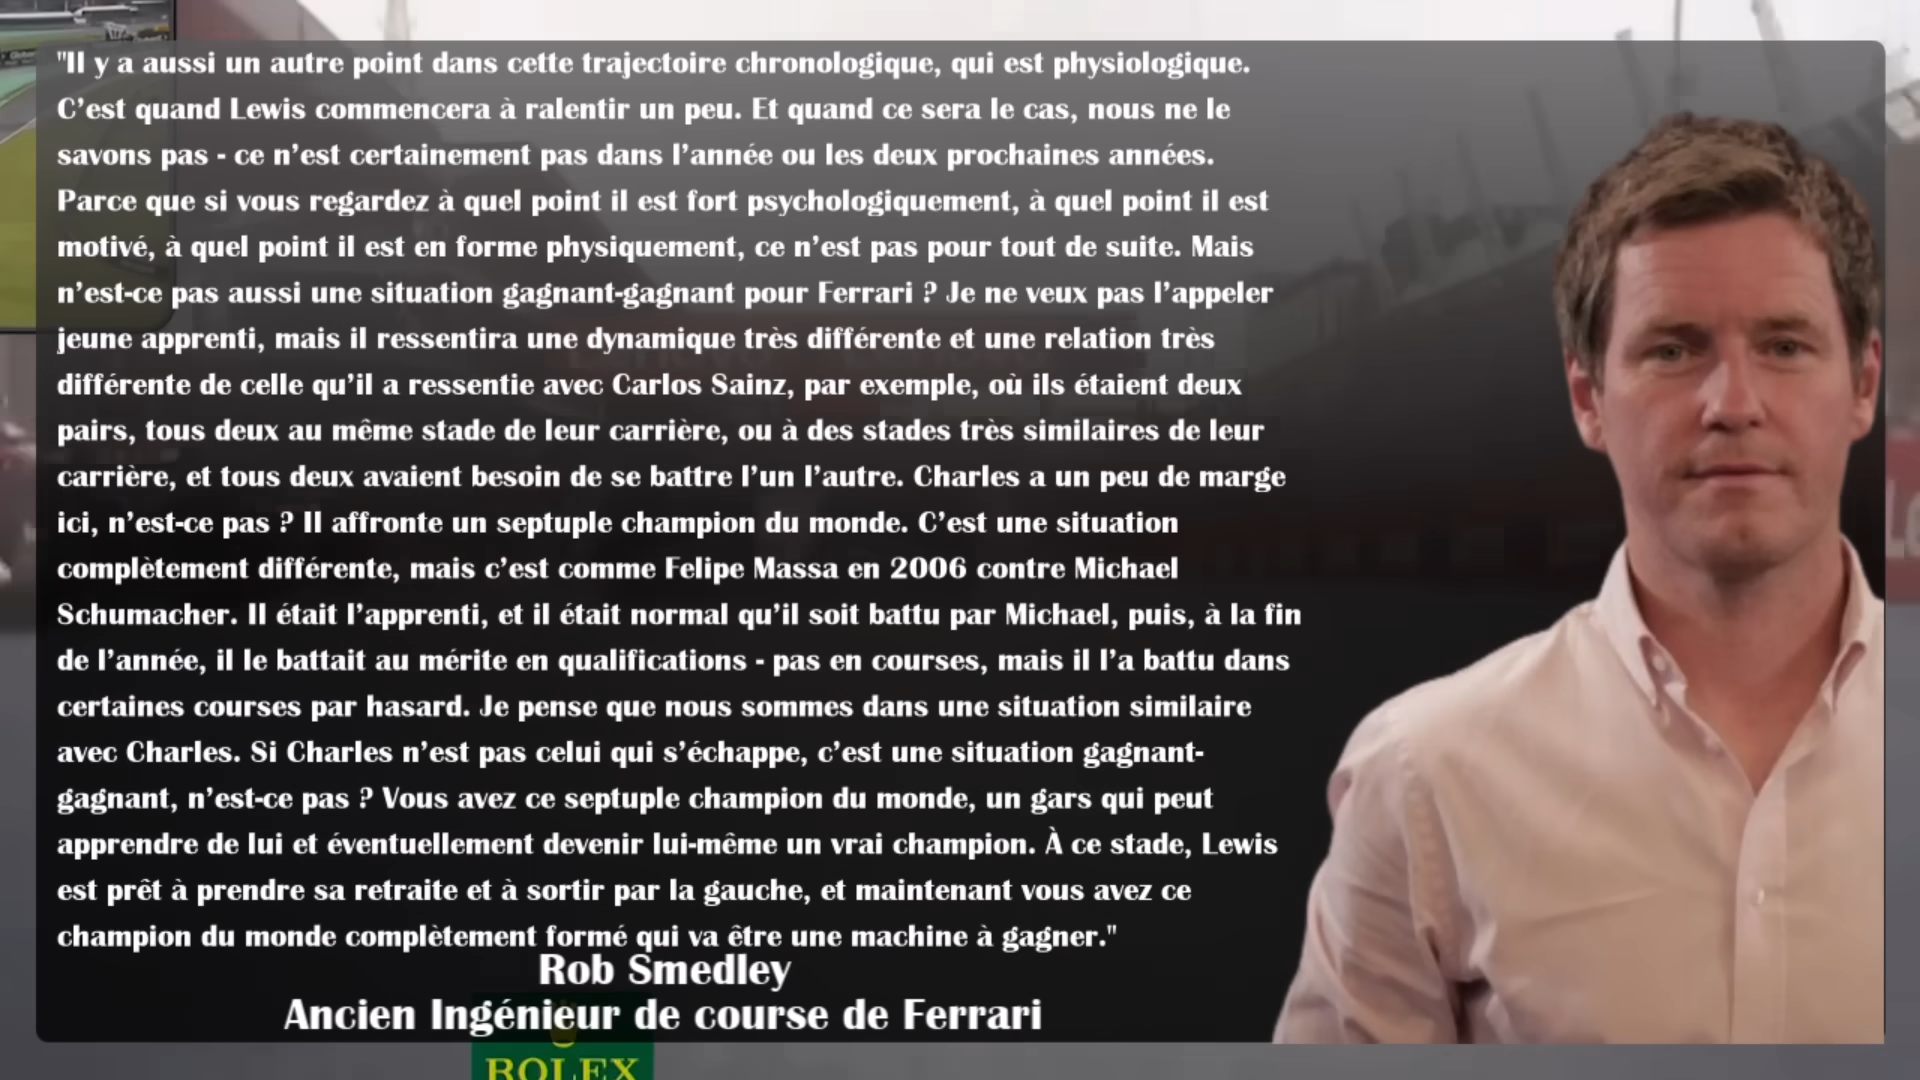 "Il y a aussi un autre point dans cette trajectoire chronologique, qui est physiologique.
C’est quand Lewis commencera à ralentir un peu. Et quand ce sera le cas, nous ne le
savons pas - ce n’est certainement pas dans l’année ou les deux prochaines années.
Parce que si vous regardez à quel point il est fort psychologiquement, à quel point il est
motivé, à quel point il est en forme physiquement, ce n’est pas pour tout de suite. Mais
n’est-ce pas aussi une situation gagnant-gagnant pour Ferrari ? Je ne veux pas l’appeler
jeune apprenti, mais il ressentira une dynamique très différente et une relation très
différente de celle qu’il a ressentie avec Carlos Sainz, par exemple, où ils étaient deux
pairs, tous deux au même stade de leur carrière, ou à des stades très similaires de leur
carrière, et tous deux avaient besoin de se battre l’un l’autre. Charles a un peu de marge
ici, n’est-ce pas ? Il affronte un septuple champion du monde. C’est une situation
complètement différente, mais c’est comme Felipe Massa en 2006 contre Michael
Schumacher. Il était l’apprenti, et il était normal qu’il soit battu par Michael, puis, à la fin
de l’année, il le battait au mérite en qualifications - pas en courses, mais il l’a battu dans
certaines courses par hasard. Je pense que nous sommes dans une situation similaire
avec Charles. Si Charles n’est pas celui qui s’échappe, c’est une situation gagnant-
gagnant, n’est-ce pas ? Vous avez ce septuple champion du monde, un gars qui peut
apprendre de lui et éventuellement devenir lui-même un vrai champion. À ce stade, Lewis
est prêt à prendre sa retraite et à sortir par la gauche, et maintenant vous avez ce
champion du monde complètement formé qui va être une machine à gagner."
Rob Smedley
Ancien Ingénieur de course de Ferrari
ROLEX